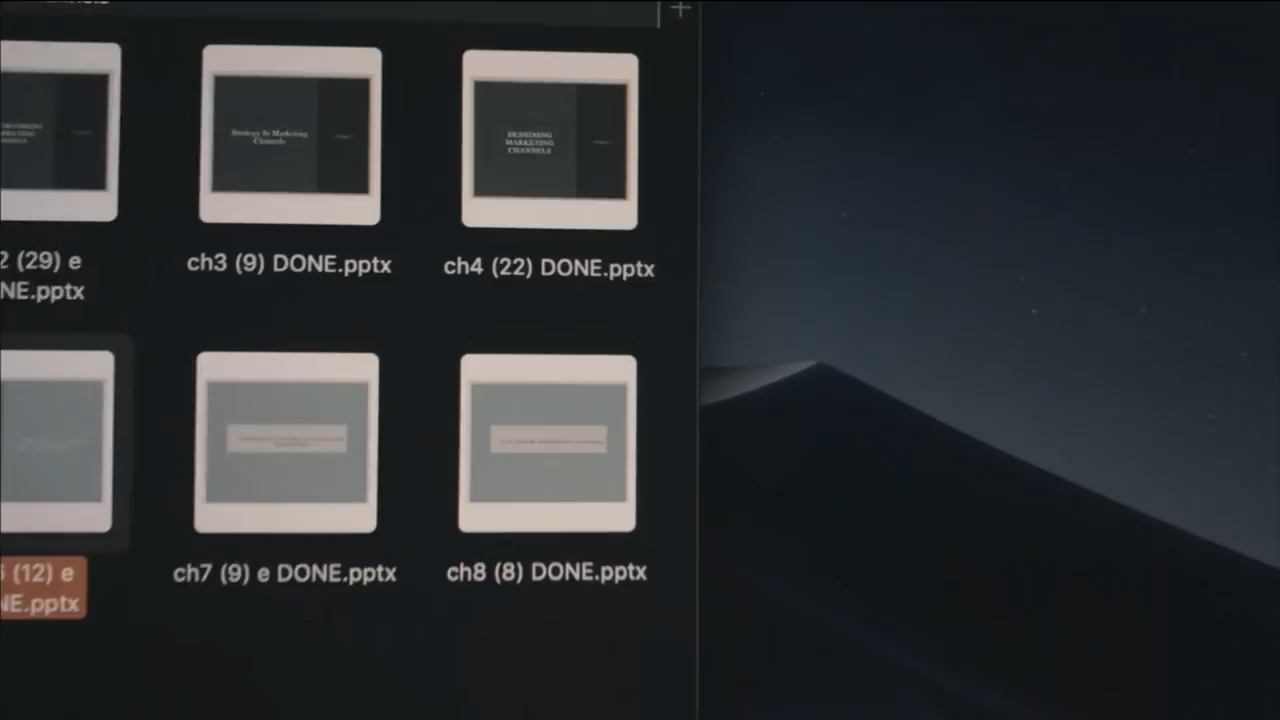 Strategy In Marketing
Channels
DESIGNING
MARKETING
CHANNELS
2 (29) e
NE.pptx
ch3 (9) DONE.pptx
ch4 (22) DONE.pptx
(12) e
NE.pptx
ch7 (9) e DONE.pptx
ch8 (8) DONE.pptx